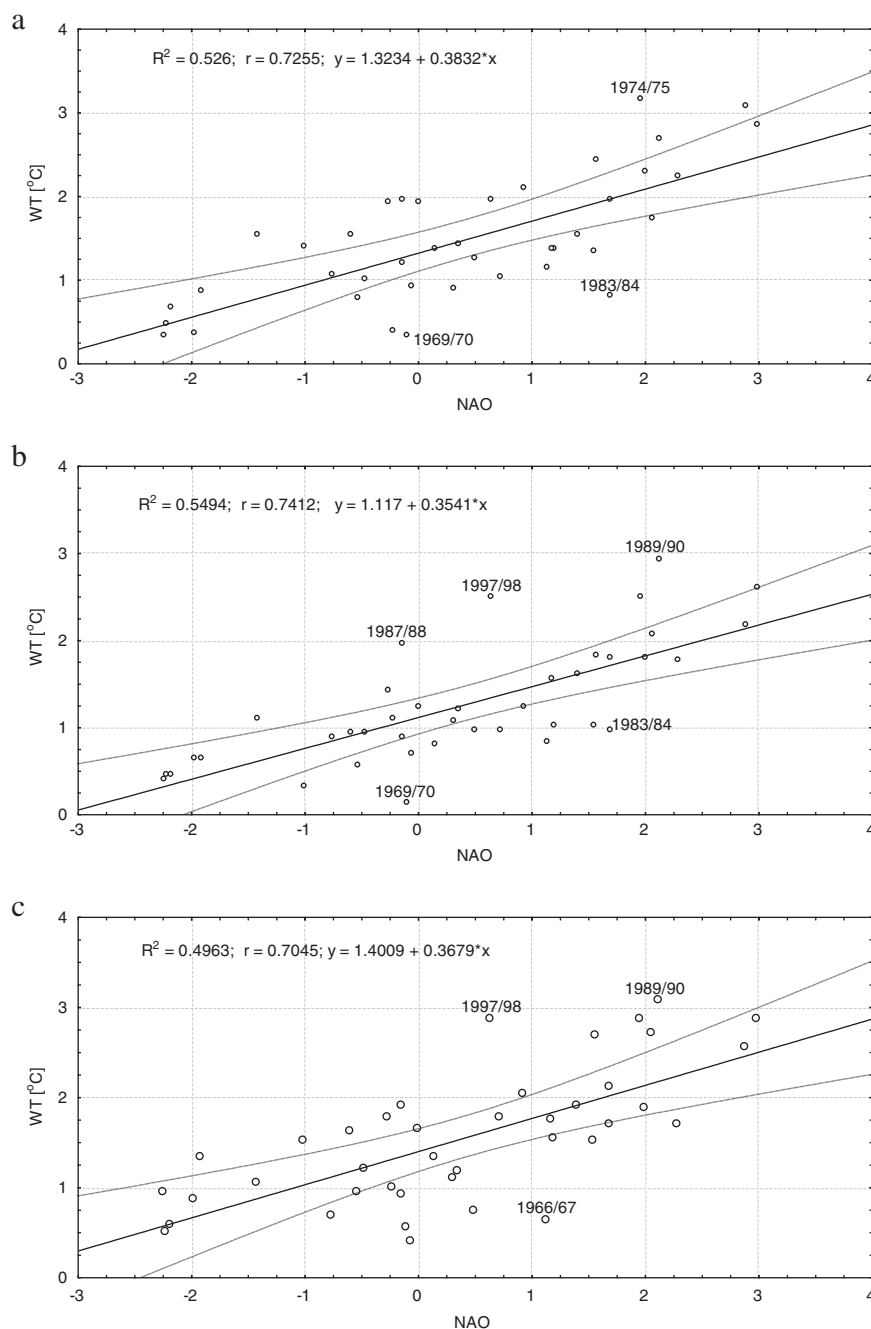 a
4
R² = 0.526; r = 0.7255; y = 1.3234 + 0.3832*x
1974/75
3
WT [°C]
2
1
1983/84
1969/70
0
-3 -2 -1 0 1 2 3 4
NAO
b
4
R² = 0.5494; r = 0.7412; y = 1.117 + 0.3541*x
1989/90
3
1997/98
WT [°C]
1987/88
2
1
1983/84
1969/70
0
-3 -2 -1 0 1 2 3 4
NAO
c
4
R² = 0.4963; r = 0.7045; y = 1.4009 + 0.3679*x
1989/90
1997/98
3
WT [°C]
2
1
1966/67
0
-3 -2 -1 0 1 2 3 4
NAO